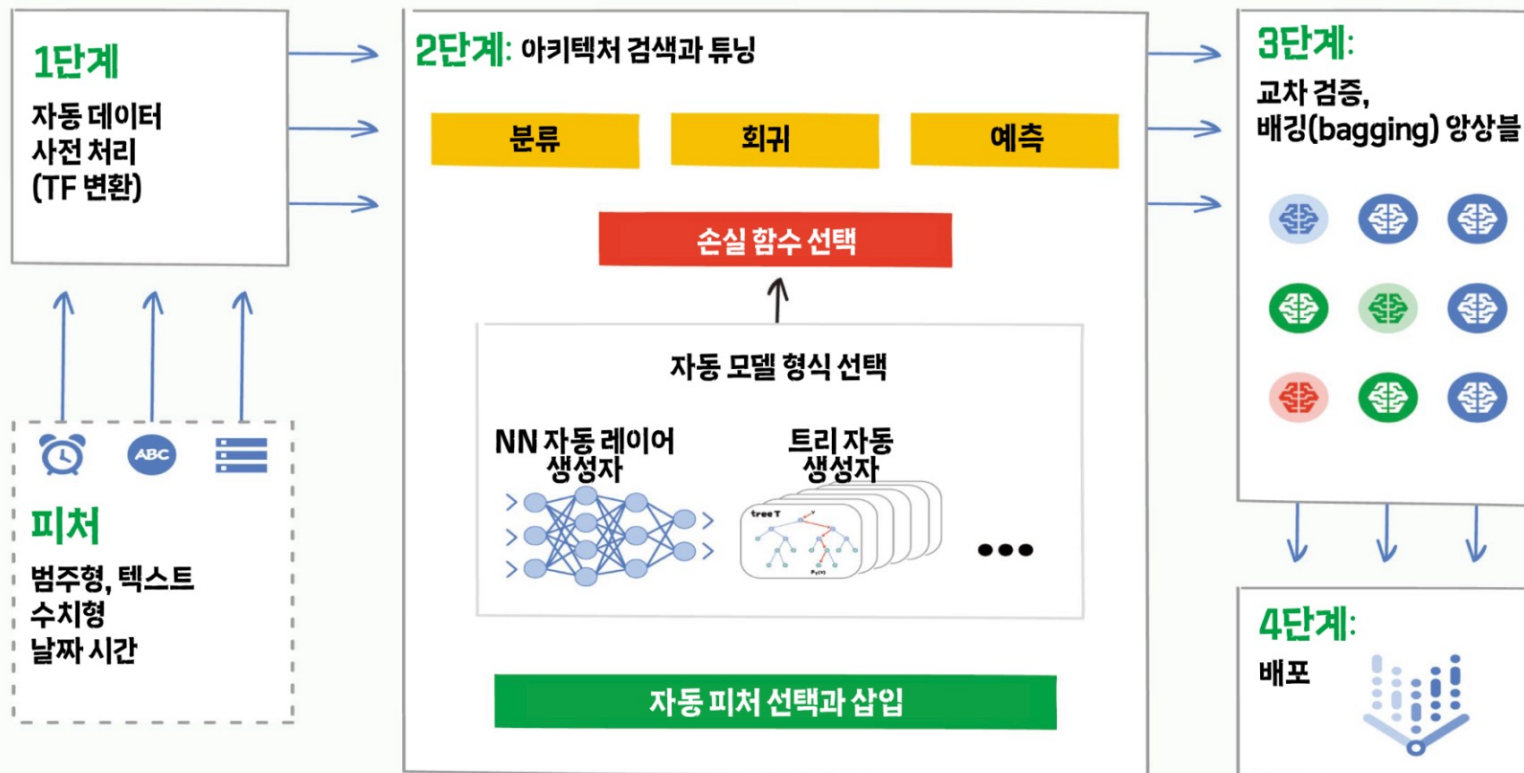 1단계
자동 데이터
사전 처리
(TF 변환)
피처
범주형, 텍스트
수치형
날짜 시간
ABC
2단계: 아키텍처 검색과 튜닝
분류
회귀
예측
손실 함수 선택
자동 모델 형식 선택
NN 자동 레이어
생성자
트리 자동
생성자
tree T
자동 피처 선택과 삽입
3단계:
교차 검증,
배깅(bagging) 앙상블
4단계:
배포